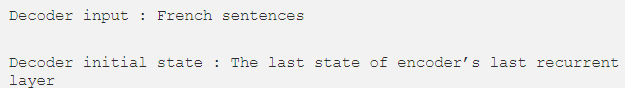 Decoder input : French sentences
Decoder initial state : The last state of encoder’s last recurrent
layer